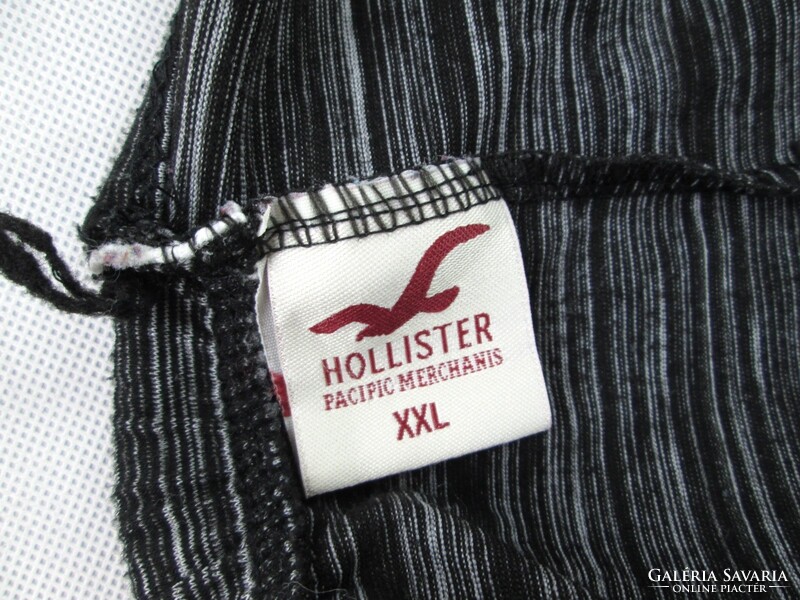 HOLLISTER
PACIFIC MERCHANIS
XXL
GALÉRIA SAVARIA
ONLINE PIACTÉR